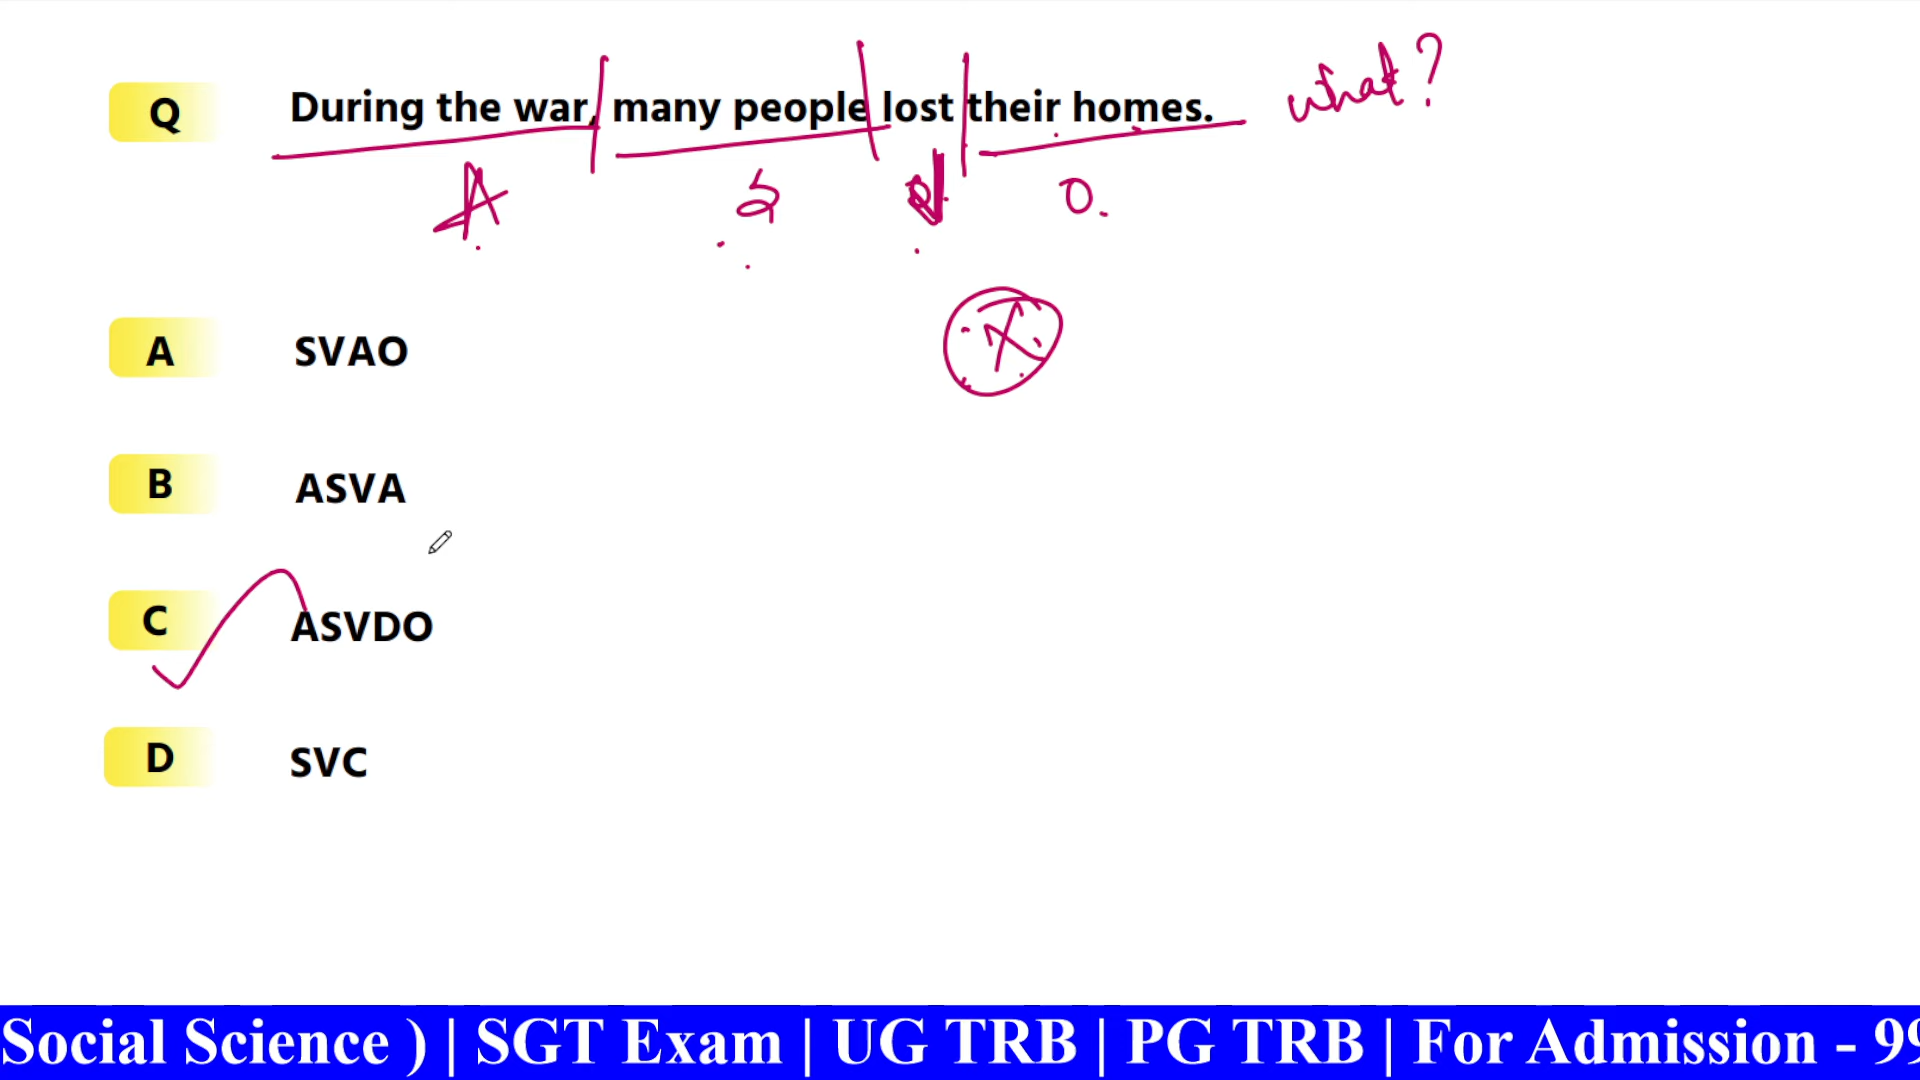 Q During the war, many people lost their homes. what?
A S V O.
A SVAO
B ASVA
C ASVDO
D SVC
Social Science ) | SGT Exam | UG TRB | PG TRB | For Admission - 99